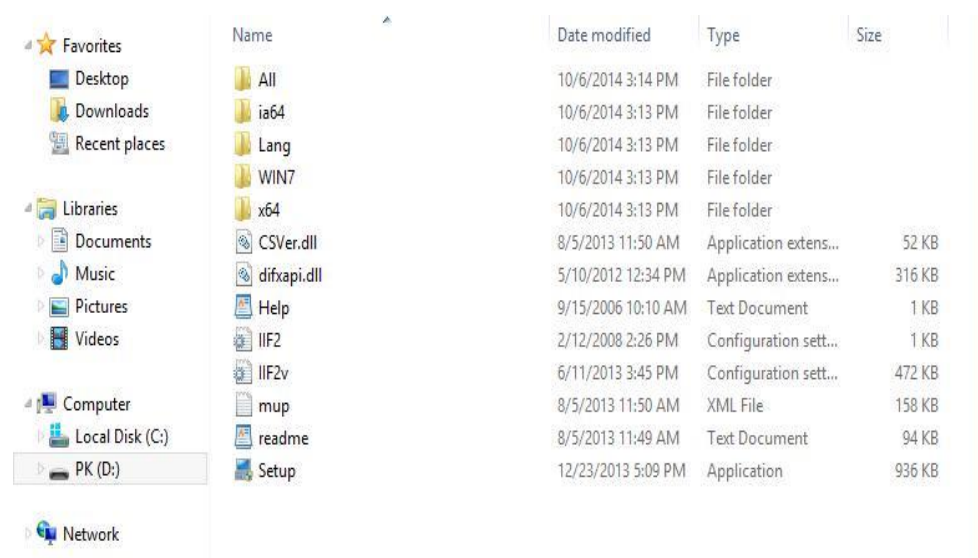 Favorites
Desktop
Downloads
Recent places
Libraries
Documents
Music
Pictures
Videos
Computer
Local Disk (C:)
PK (D:)
Network
Name Date modified Type Size
All 10/6/2014 3:14 PM File folder
ia64 10/6/2014 3:13 PM File folder
Lang 10/6/2014 3:13 PM File folder
WIN7 10/6/2014 3:13 PM File folder
x64 10/6/2014 3:13 PM File folder
CSVer.dll 8/5/2013 11:50 AM Application extens... 52 KB
difxapi.dll 5/10/2012 12:34 PM Application extens... 316 KB
Help 9/15/2006 10:10 AM Text Document 1 KB
IIF2 2/12/2008 2:26 PM Configuration sett... 1 KB
IIF2v 6/11/2013 3:45 PM Configuration sett... 472 KB
mup 8/5/2013 11:50 AM XML File 158 KB
readme 8/5/2013 11:49 AM Text Document 94 KB
Setup 12/23/2013 5:09 PM Application 936 KB